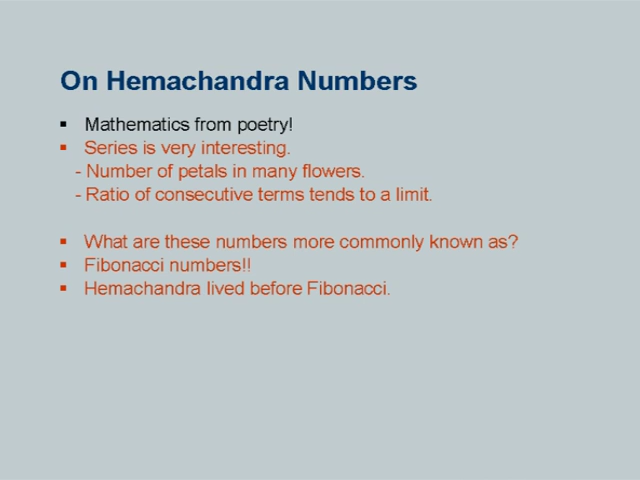 On Hemachandra Numbers
▪ Mathematics from poetry!
▪ Series is very interesting.
- Number of petals in many flowers.
- Ratio of consecutive terms tends to a limit.
▪ What are these numbers more commonly known as?
▪ Fibonacci numbers!!
▪ Hemachandra lived before Fibonacci.